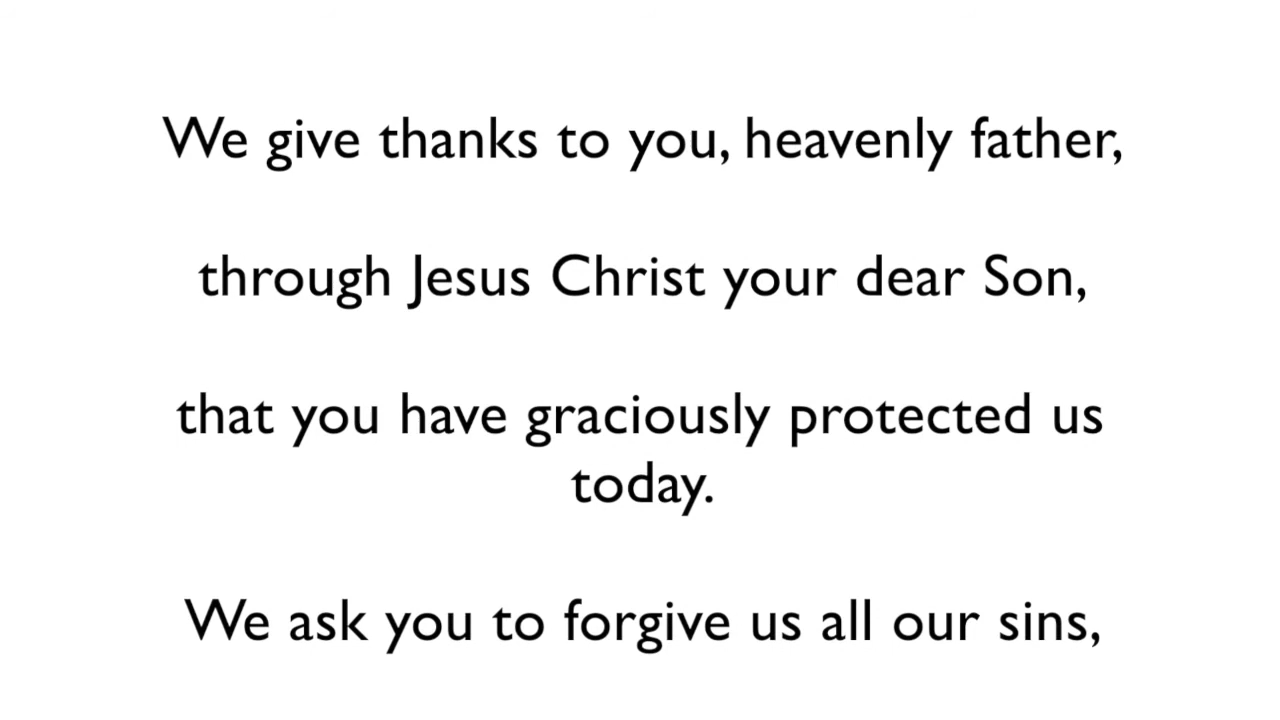 We give thanks to you, heavenly father,
through Jesus Christ your dear Son,
that you have graciously protected us
today.
We ask you to forgive us all our sins,